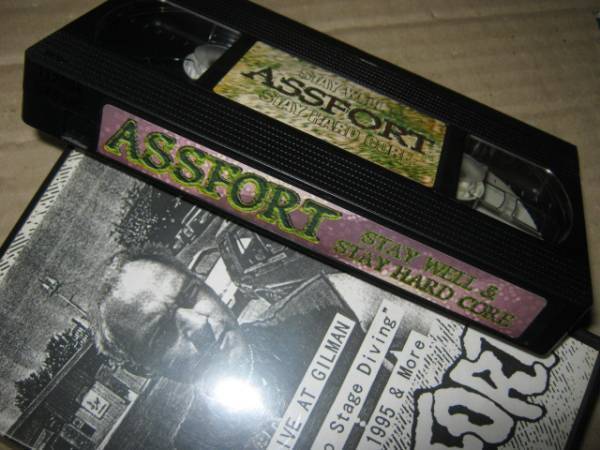 STAY WELL
ASSFORT
STAY HARD CORE
ASSFORT
STAY WELL &
STAY HARD CORE
LIVE AT GILMAN
Stage Diving"
1995 & More